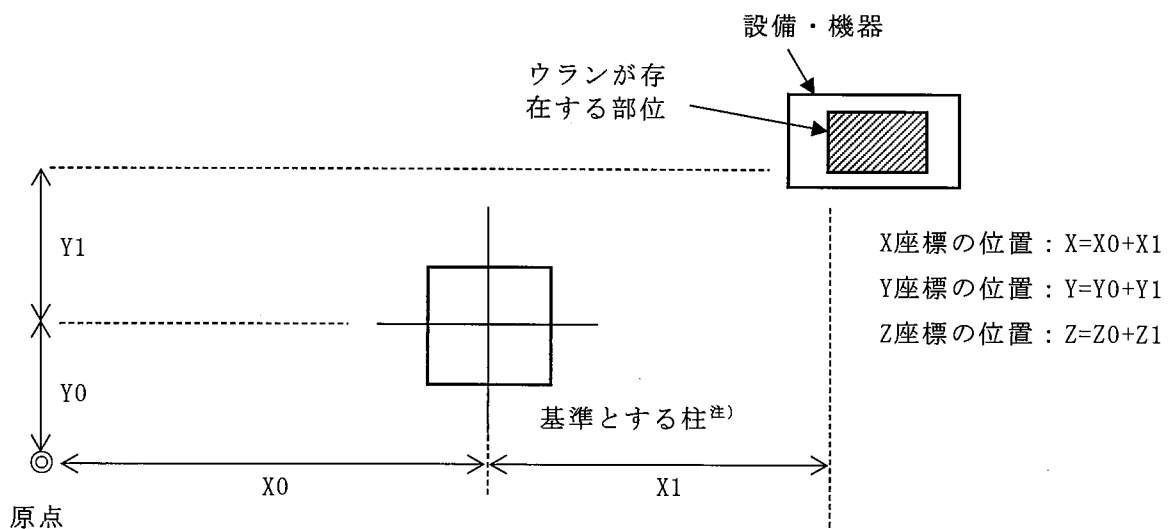 設備・機器
ウランが存
在する部位
Y1
X座標の位置：X=X0+X1
Y座標の位置：Y=Y0+Y1
Z座標の位置：Z=Z0+Z1
Y0
基準とする柱注)
X0
X1
原点